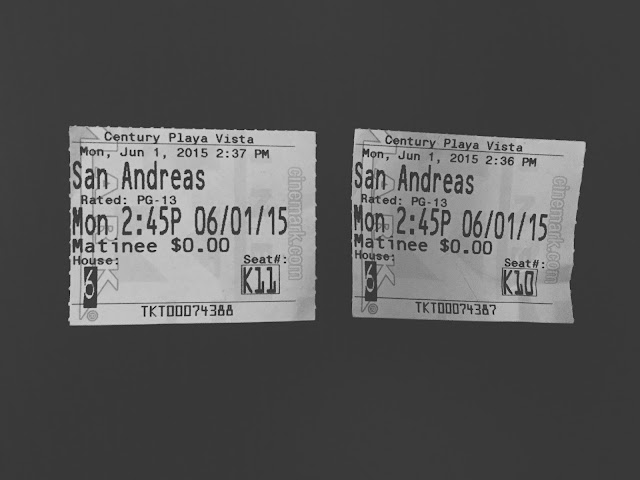 Century Playa Vista
Mon, Jun 1, 2015 2:37 PM
San Andreas
Rated: PG-13
Mon 2:45P 06/01/15
Matinee $0.00
House:
Seat#:
6
K11
TKT00074388
CINEMARK
cinemark.com
Century Playa Vista
Mon, Jun 1, 2015 2:36 PM
San Andreas
Rated: PG-13
Mon 2:45P 06/01/15
Matinee $0.00
House:
Seat#:
6
K10
TKT00074387
cinemark.com